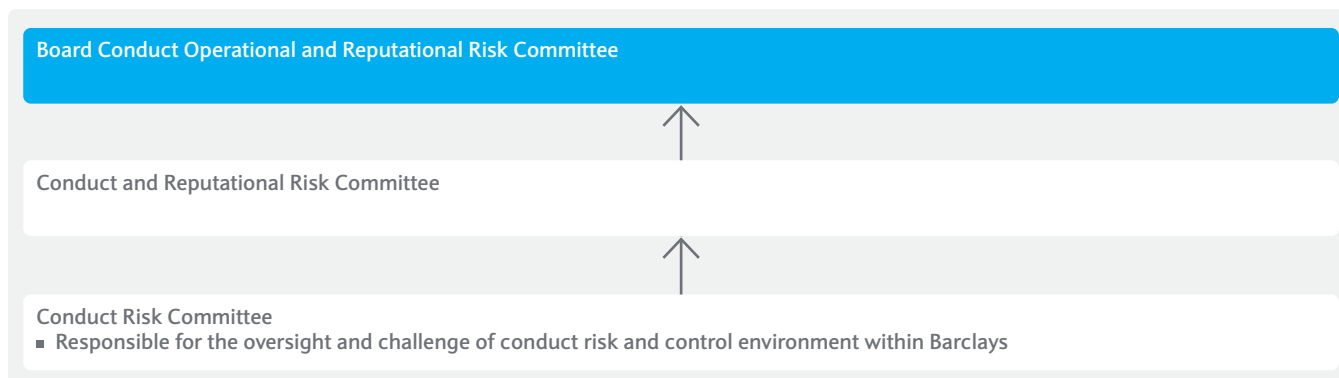 Board Conduct Operational and Reputational Risk Committee
Conduct and Reputational Risk Committee
Conduct Risk Committee
▪ Responsible for the oversight and challenge of conduct risk and control environment within Barclays